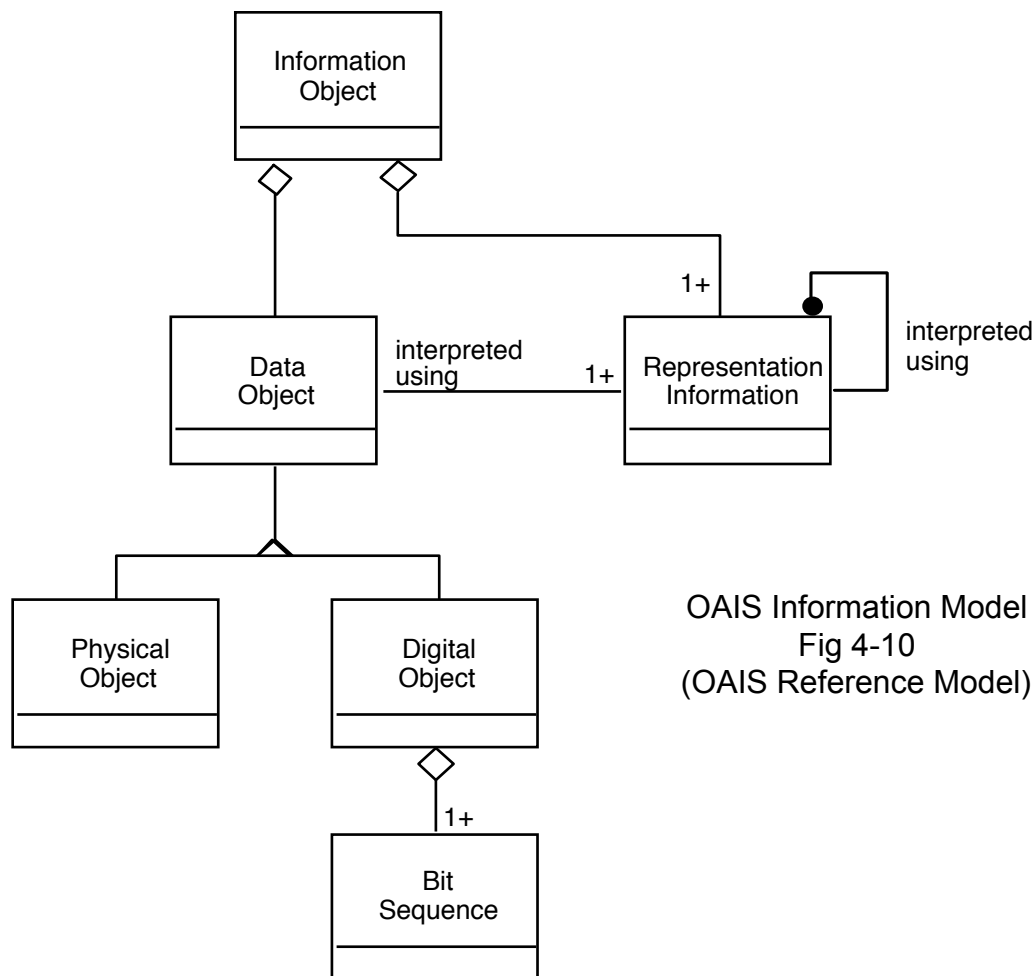 Information
Object
1+
interpreted
using
Data
Object
interpreted
using
1+
Representation
Information
Physical
Object
Digital
Object
OAIS Information Model
Fig 4-10
(OAIS Reference Model)
1+
Bit
Sequence